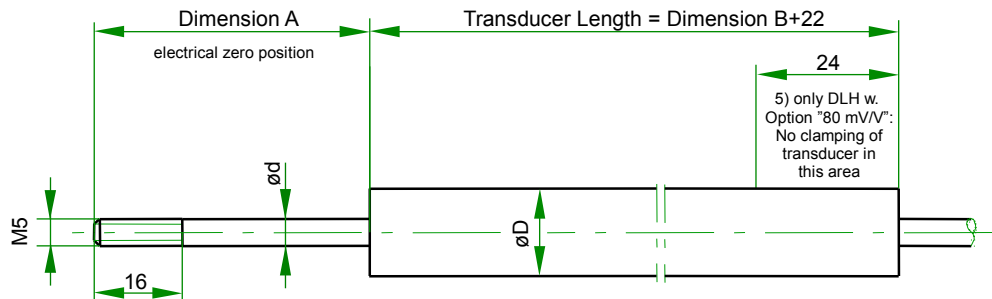 Dimension A
Transducer Length = Dimension B+22
electrical zero position
24
5) only DLH w.
Option "80 mV/V":
No clamping of
transducer in
this area
M5
ød
øD
16